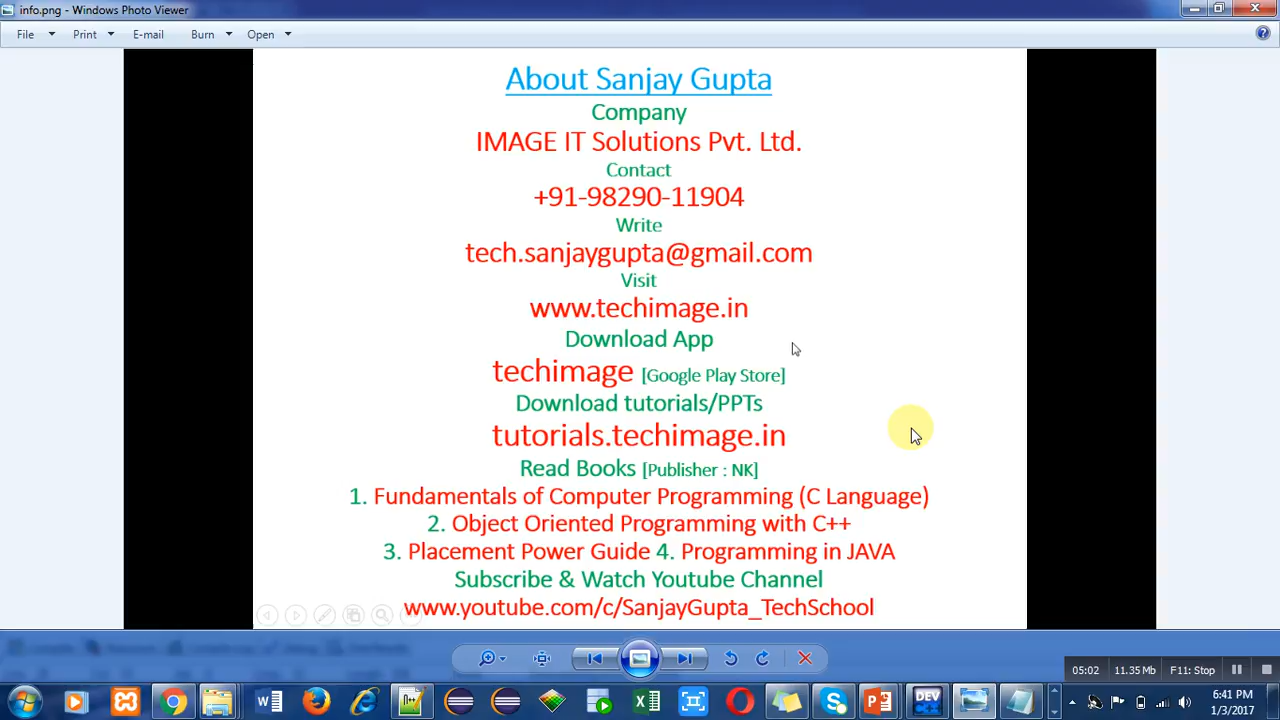 info.png - Windows Photo Viewer
File Print E-mail Burn Open
About Sanjay Gupta
Company
IMAGE IT Solutions Pvt. Ltd.
Contact
+91-98290-11904
Write
tech.sanjaygupta@gmail.com
Visit
www.techimage.in
Download App
techimage [Google Play Store]
Download tutorials/PPTs
tutorials.techimage.in
Read Books [Publisher : NK]
1. Fundamentals of Computer Programming (C Language)
2. Object Oriented Programming with C++
3. Placement Power Guide 4. Programming in JAVA
Subscribe & Watch Youtube Channel
www.youtube.com/c/SanjayGupta_TechSchool
05:02 11.35 Mb F11: Stop
DEV
6:41 PM
1/3/2017